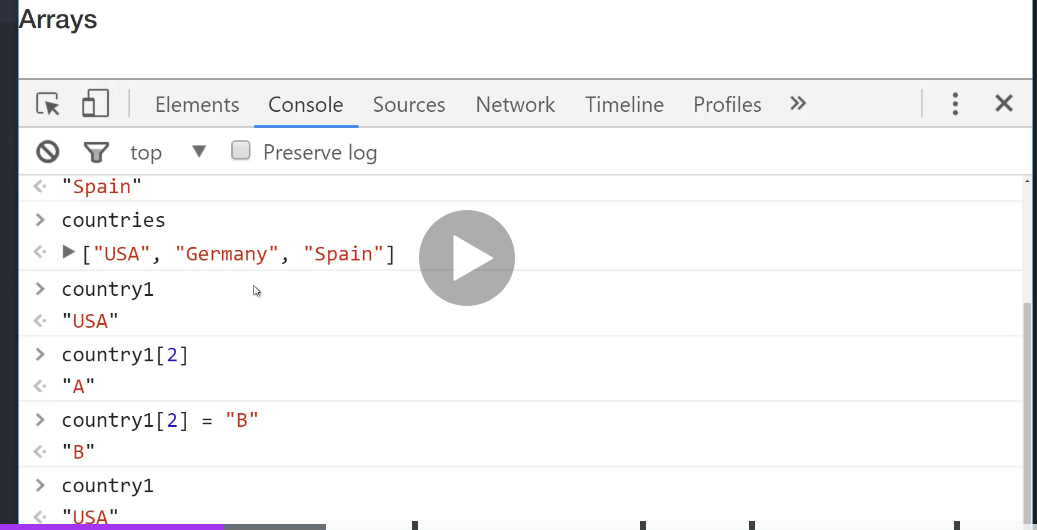 Arrays
Elements Console Sources Network Timeline Profiles »
top ▼ Preserve log
"Spain"
> countries
["USA", "Germany", "Spain"]
> country1
"USA"
> country1[2]
"A"
> country1[2] = "B"
"B"
> country1
"USA"